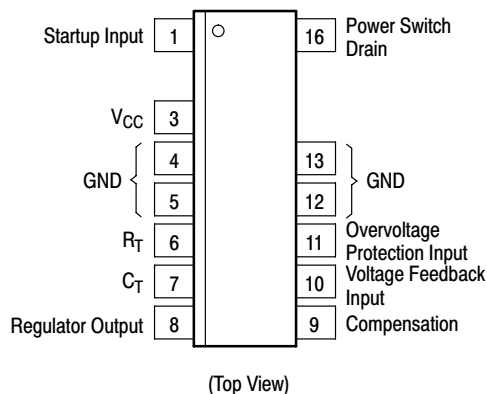 Startup Input 1 16 Power Switch
Drain
VCC 3
4 13
GND GND
5 12
RT 6 11 Overvoltage
Protection Input
CT 7 10 Voltage Feedback
Input
Regulator Output 8 9 Compensation
(Top View)